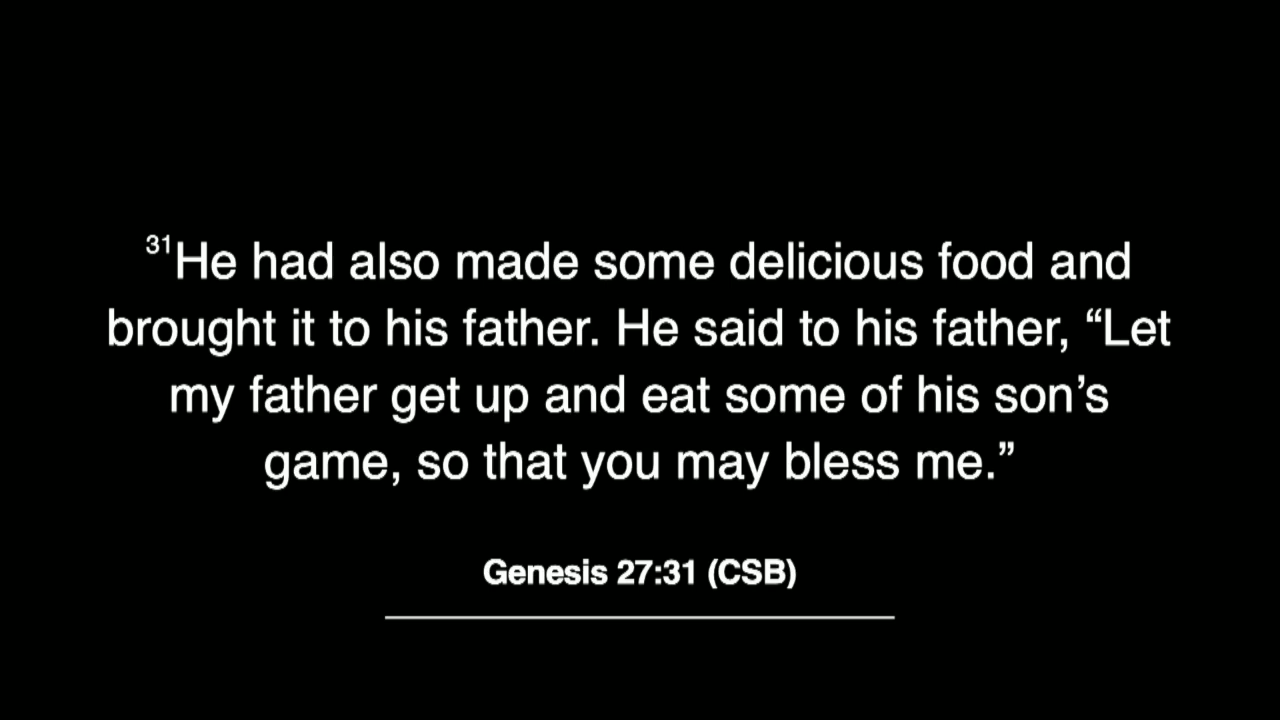 31He had also made some delicious food and
brought it to his father. He said to his father, “Let
my father get up and eat some of his son’s
game, so that you may bless me.”
Genesis 27:31 (CSB)